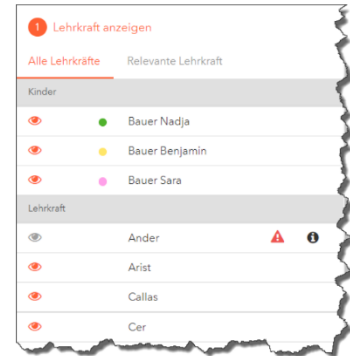 1 Lehrkraft anzeigen
Alle Lehrkräfte Relevante Lehrkraft
Kinder
Bauer Nadja
Bauer Benjamin
Bauer Sara
Lehrkraft
Ander
Arist
Callas
Cer